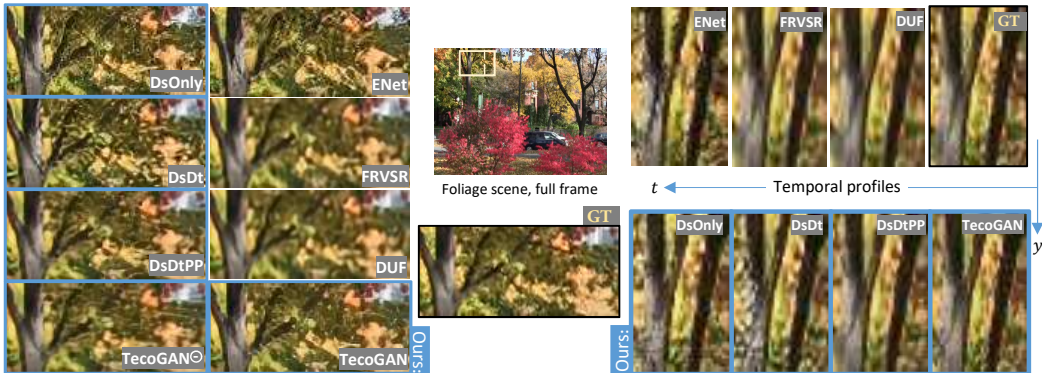 DsOnly
ENet
DsDt
FRVSR
DsDtPP
DUF
TecoGAN⊖
TecoGAN
Ours:
Foliage scene, full frame
GT
ENet
FRVSR
DUF
GT
t
Temporal profiles
y
Ours:
DsOnly
DsDt
DsDtPP
TecoGAN